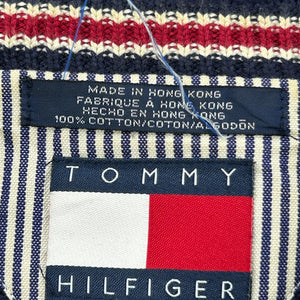 MADE IN HONG KONG
FABRIQUÉ À HONG KONG
HECHO EN HONG KONG
100% COTTON/COTON/ALGODÓN
TOMMY
HILFIGER